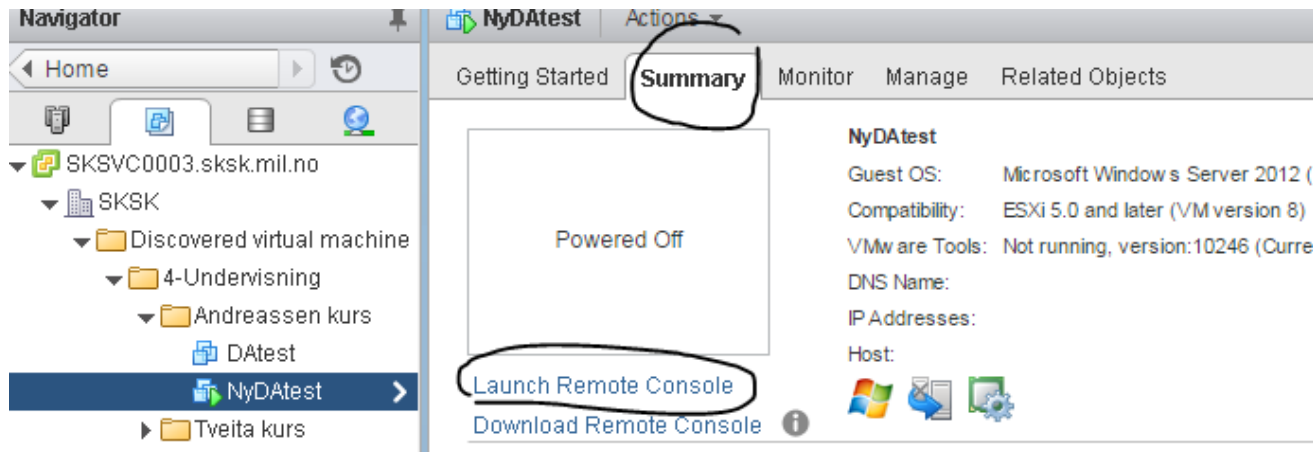 Navigator
Home
SKSVC0003.sksk.mil.no
SKSK
Discovered virtual machine
4-Undervisning
Andreassen kurs
DAtest
NyDAtest
Tveita kurs
NyDAtest Actions
Getting Started Summary Monitor Manage Related Objects
Powered Off
NyDAtest
Guest OS: Microsoft Windows Server 2012 (
Compatibility: ESXi 5.0 and later (VM version 8)
VMware Tools: Not running, version:10246 (Curre
DNS Name:
IP Addresses:
Host:
Launch Remote Console
Download Remote Console